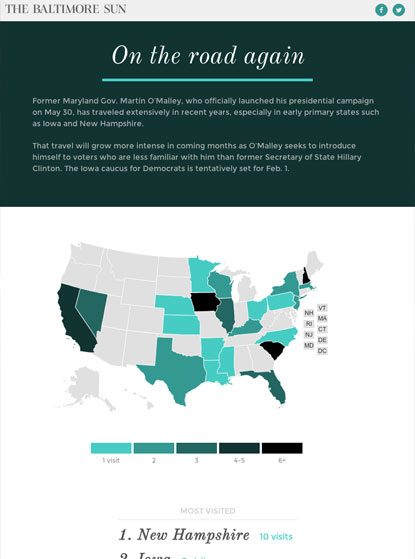 THE BALTIMORE SUN
On the road again
Former Maryland Gov. Martin O'Malley, who officially launched his presidential campaign
on May 30, has traveled extensively in recent years, especially in early primary states such
as Iowa and New Hampshire.
That travel will grow more intense in coming months as O'Malley seeks to introduce
himself to voters who are less familiar with him than former Secretary of State Hillary
Clinton. The Iowa caucus for Democrats is tentatively set for Feb. 1.
VT
NH
MA
RI
CT
NJ
DE
MD
DC
1 visit 2 3 4-5 6+
MOST VISITED
1. New Hampshire 10 visits
2. Iowa